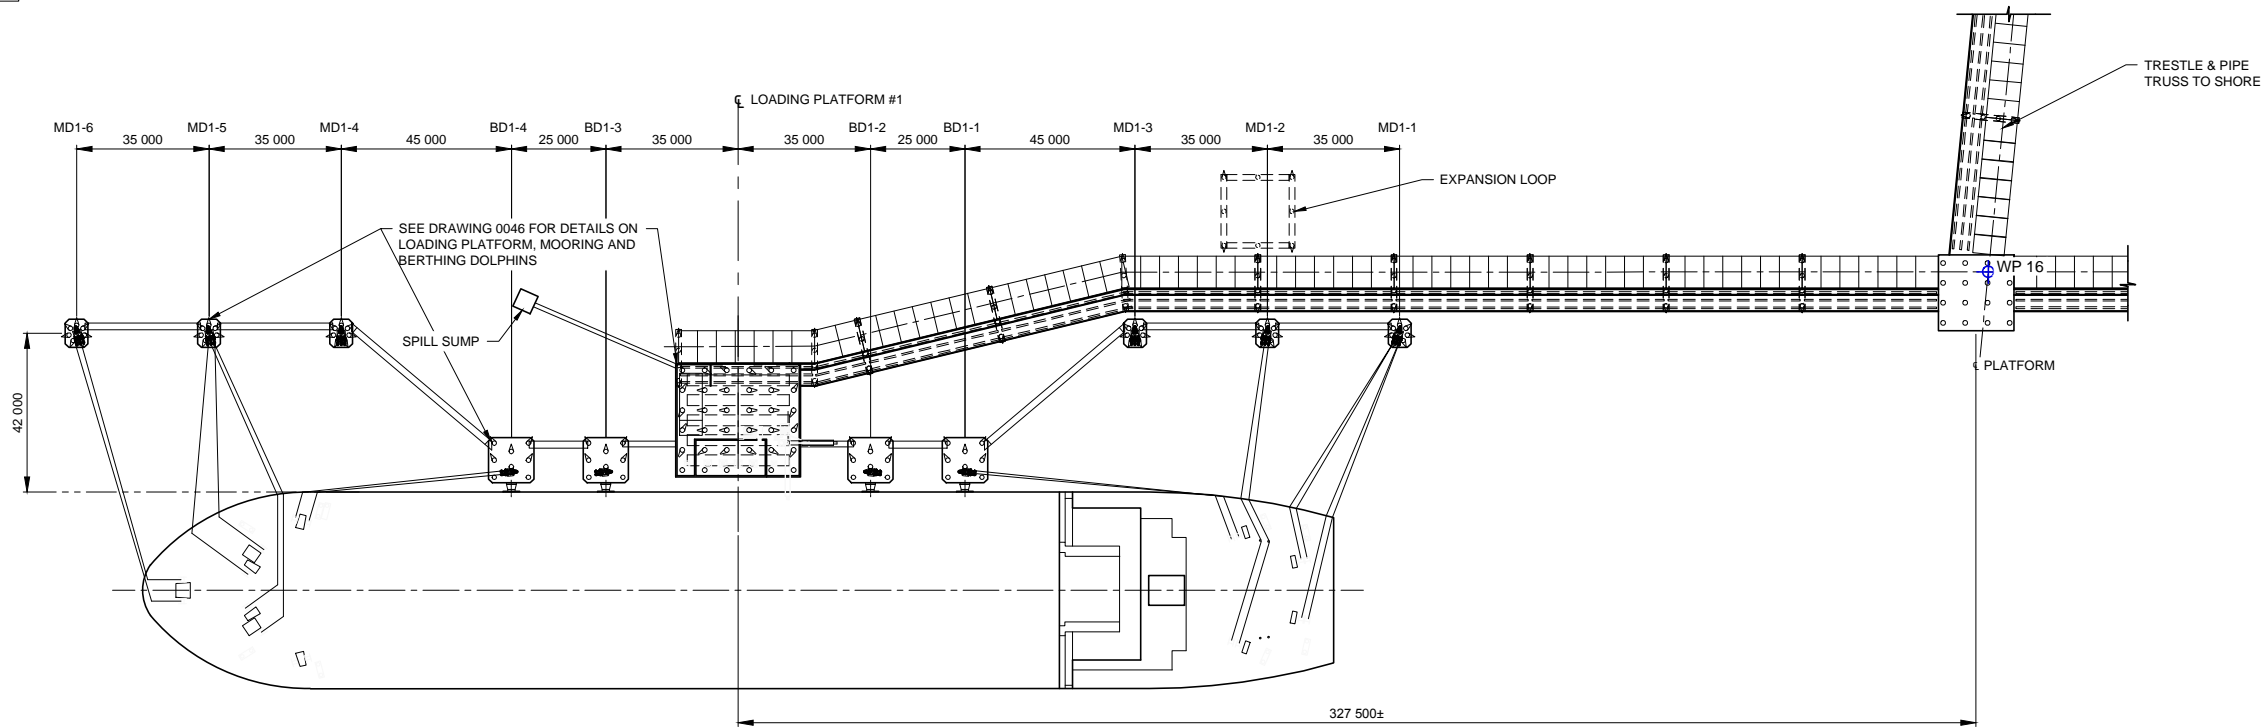 TRESTLE & PIPE
TRUSS TO SHORE
℄ LOADING PLATFORM #1
MD1-6 MD1-5 MD1-4 BD1-4 BD1-3 BD1-2 BD1-1 MD1-3 MD1-2 MD1-1
35 000 35 000 45 000 25 000 35 000 35 000 25 000 45 000 35 000 35 000
EXPANSION LOOP
SEE DRAWING 0046 FOR DETAILS ON
LOADING PLATFORM, MOORING AND
BERTHING DOLPHINS
WP 16
SPILL SUMP
℄ PLATFORM
42 000
327 500±